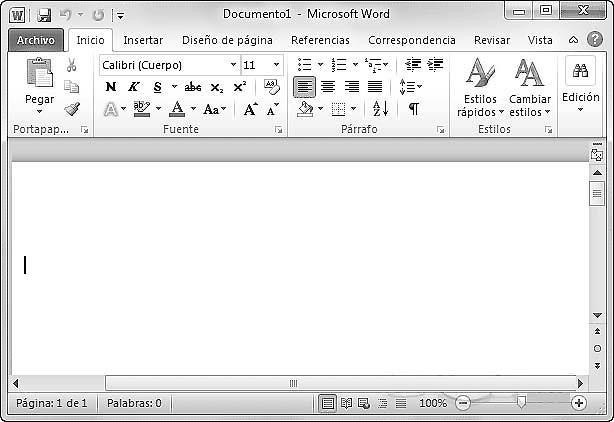 Documento1 - Microsoft Word
Archivo Inicio Insertar Diseño de página Referencias Correspondencia Revisar Vista
Calibri (Cuerpo) 11
N K S abc x₂ x²
A ab A Aa A A
Pegar Estilos rápidos Cambiar estilos Edición
Portapap... Fuente Párrafo Estilos
Página: 1 de 1 Palabras: 0 100%